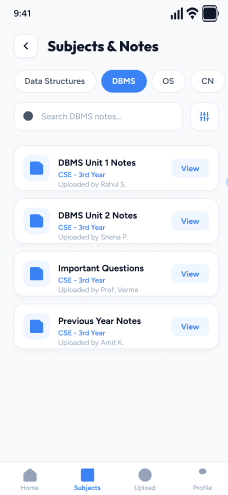 9:41
Subjects & Notes
Data Structures
DBMS
OS
CN
Search DBMS notes...
DBMS Unit 1 Notes
CSE - 3rd Year
Uploaded by Rahul S.
View
DBMS Unit 2 Notes
CSE - 3rd Year
Uploaded by Sneha P.
View
Important Questions
CSE - 3rd Year
Uploaded by Prof. Verma
View
Previous Year Notes
CSE - 3rd Year
Uploaded by Amit K.
View
Home
Subjects
Upload
Profile